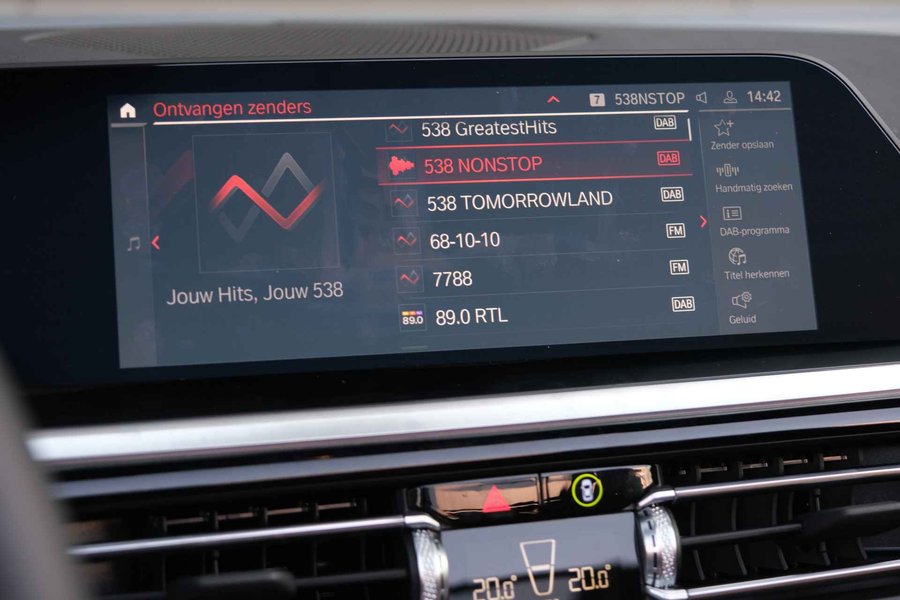 Ontvangen zenders
7 538NSTOP 14:42
538 GreatestHits DAB
538 NONSTOP DAB
538 TOMORROWLAND DAB
68-10-10 FM
7788 FM
89.0 89.0 RTL DAB
Jouw Hits, Jouw 538
Zender opslaan
Handmatig zoeken
DAB-programma
Titel herkennen
Geluid
20.0° 20.0°